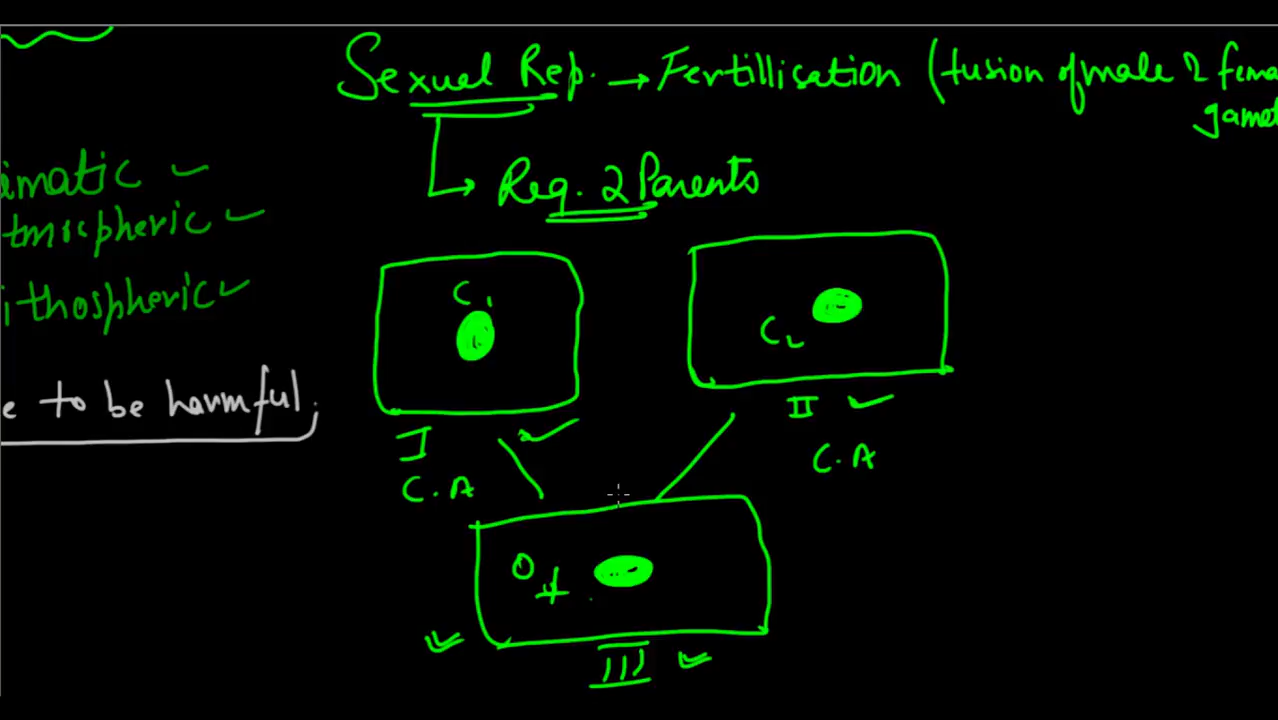 Sexual Rep. → Fertillisation (fusion of male & fema
gamet
Req. 2 Parents
imatic
tmospheric
ithospheric
e to be harmful.
C1
C2
I
II
C.A
C.A
III